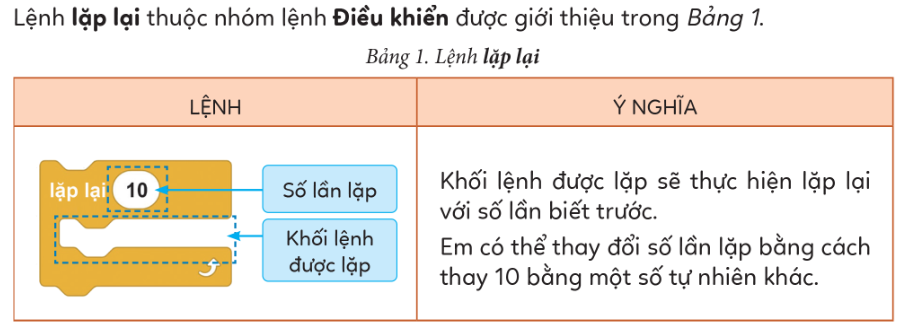 Lệnh lặp lại thuộc nhóm lệnh Điều khiển được giới thiệu trong Bảng 1.
Bảng 1. Lệnh lặp lại
LỆNH
Ý NGHĨA
lặp lại 10
Số lần lặp
Khối lệnh
được lặp
Khối lệnh được lặp sẽ thực hiện lặp lại
với số lần biết trước.
Em có thể thay đổi số lần lặp bằng cách
thay 10 bằng một số tự nhiên khác.